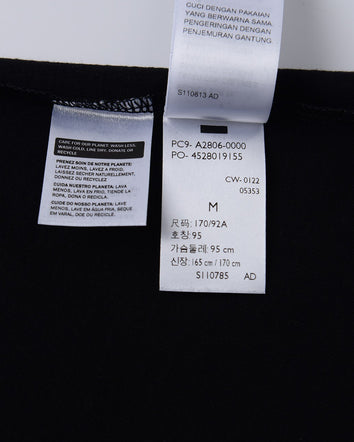 CUCI DENGAN PAKAIAN
YANG BERWARNA SAMA.
PENGERINGAN DAN
PENJEMURAN GANTUNG.
S110613 AD
PC9- A2806-0000
PO- 4528019155
CW- 0122
05353
M
尺码: 170/92A
호칭: 95
가슴둘레: 95 cm
신장: 165 cm / 170 cm
S110785 AD
CARE FOR OUR PLANET: WASH LESS,
WASH COLD, LINE DRY, DONATE OR
RECYCLE
PRENEZ SOIN DE NOTRE PLANETE:
LAVEZ MOINS, LAVEZ A FROID,
LAISSEZ SECHER NATURELLEMENT,
DONNEZ OU RECYCLEZ.
CUIDA NUESTRO PLANETA: LAVA
MENOS, LAVA EN FRIO, TIENDE LA
ROPA, DONA O RECICLA.
CUIDE DO NOSSO PLANETA: LAVE
MENOS, LAVE EM ÁGUA FRIA, SEQUE
EM VARAL, DOE OU RECICLE.